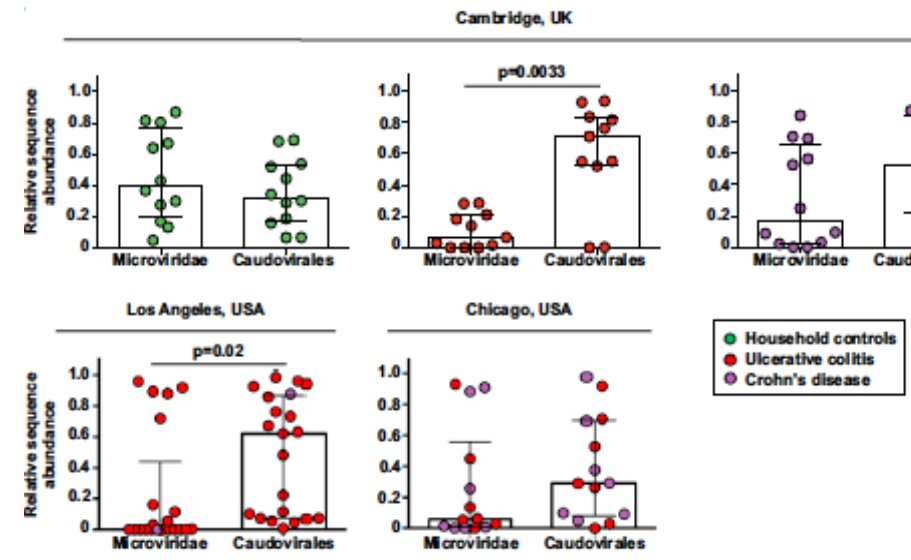 Cambridge, UK
p=0.0033
Relative sequence
abundance
1.0
0.8
0.6
0.4
0.2
0
Microviridae
Caudovirales
1.0
0.8
0.6
0.4
0.2
0
Microviridae
Caudovirales
1.0
0.8
0.6
0.4
0.2
0
Microviridae
Caud
Los Angeles, USA
p=0.02
Relative sequence
abundance
1.0
0.8
0.6
0.4
0.2
0
Microviridae
Caudovirales
Chicago, USA
1.0
0.8
0.6
0.4
0.2
0
Microviridae
Caudovirales
Household controls
Ulcerative colitis
Crohn's disease